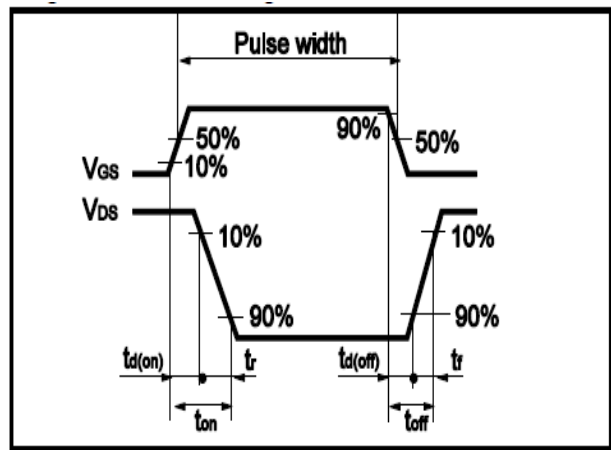 Pulse width
50%
90%
50%
10%
VGS
VDS
10%
10%
90%
90%
td(on)
tr
td(off)
tf
ton
toff